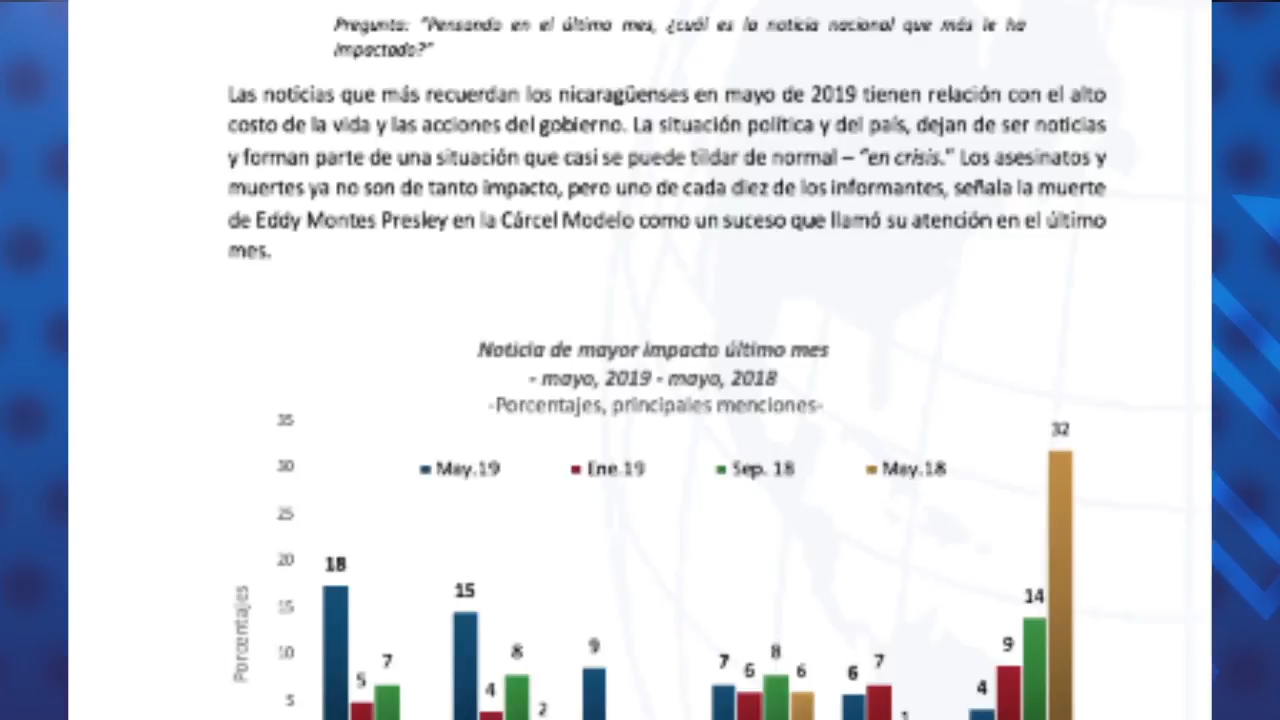 Pregunta: "Pensando en el último mes, ¿cuál es la noticia nacional que más le ha
impactado?"
Las noticias que más recuerdan los nicaragüenses en mayo de 2019 tienen relación con el alto
costo de la vida y las acciones del gobierno. La situación política y del país, dejan de ser noticias
y forman parte de una situación que casi se puede tildar de normal – "en crisis." Los asesinatos y
muertes ya no son de tanto impacto, pero uno de cada diez de los informantes, señala la muerte
de Eddy Montes Presley en la Cárcel Modelo como un suceso que llamó su atención en el último
mes.
Noticia de mayor impacto último mes
- mayo, 2019 - mayo, 2018
-Porcentajes, principales menciones-
35
32
30
May.19 Ene.19 Sep. 18 May.18
25
20
18
15
15
14
Porcentajes
10
5 7
4 8 2
9
7 6 8 6
6 7 1
4 9
5